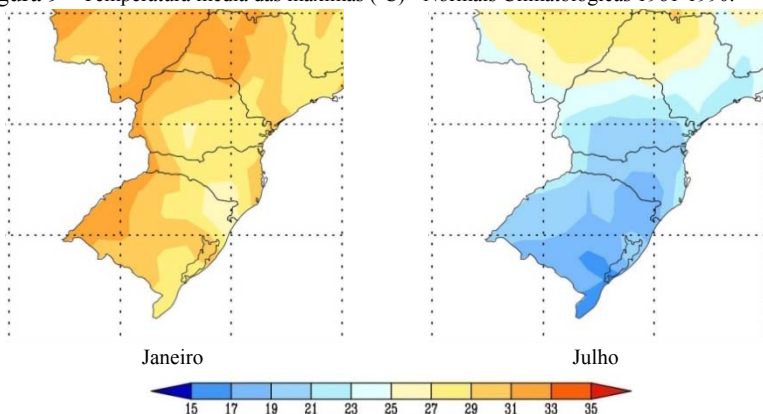 Temperatura média das máximas (°C) - Normais Climatológicas 1961-1990.
Janeiro Julho
15 17 19 21 23 25 27 29 31 33 35